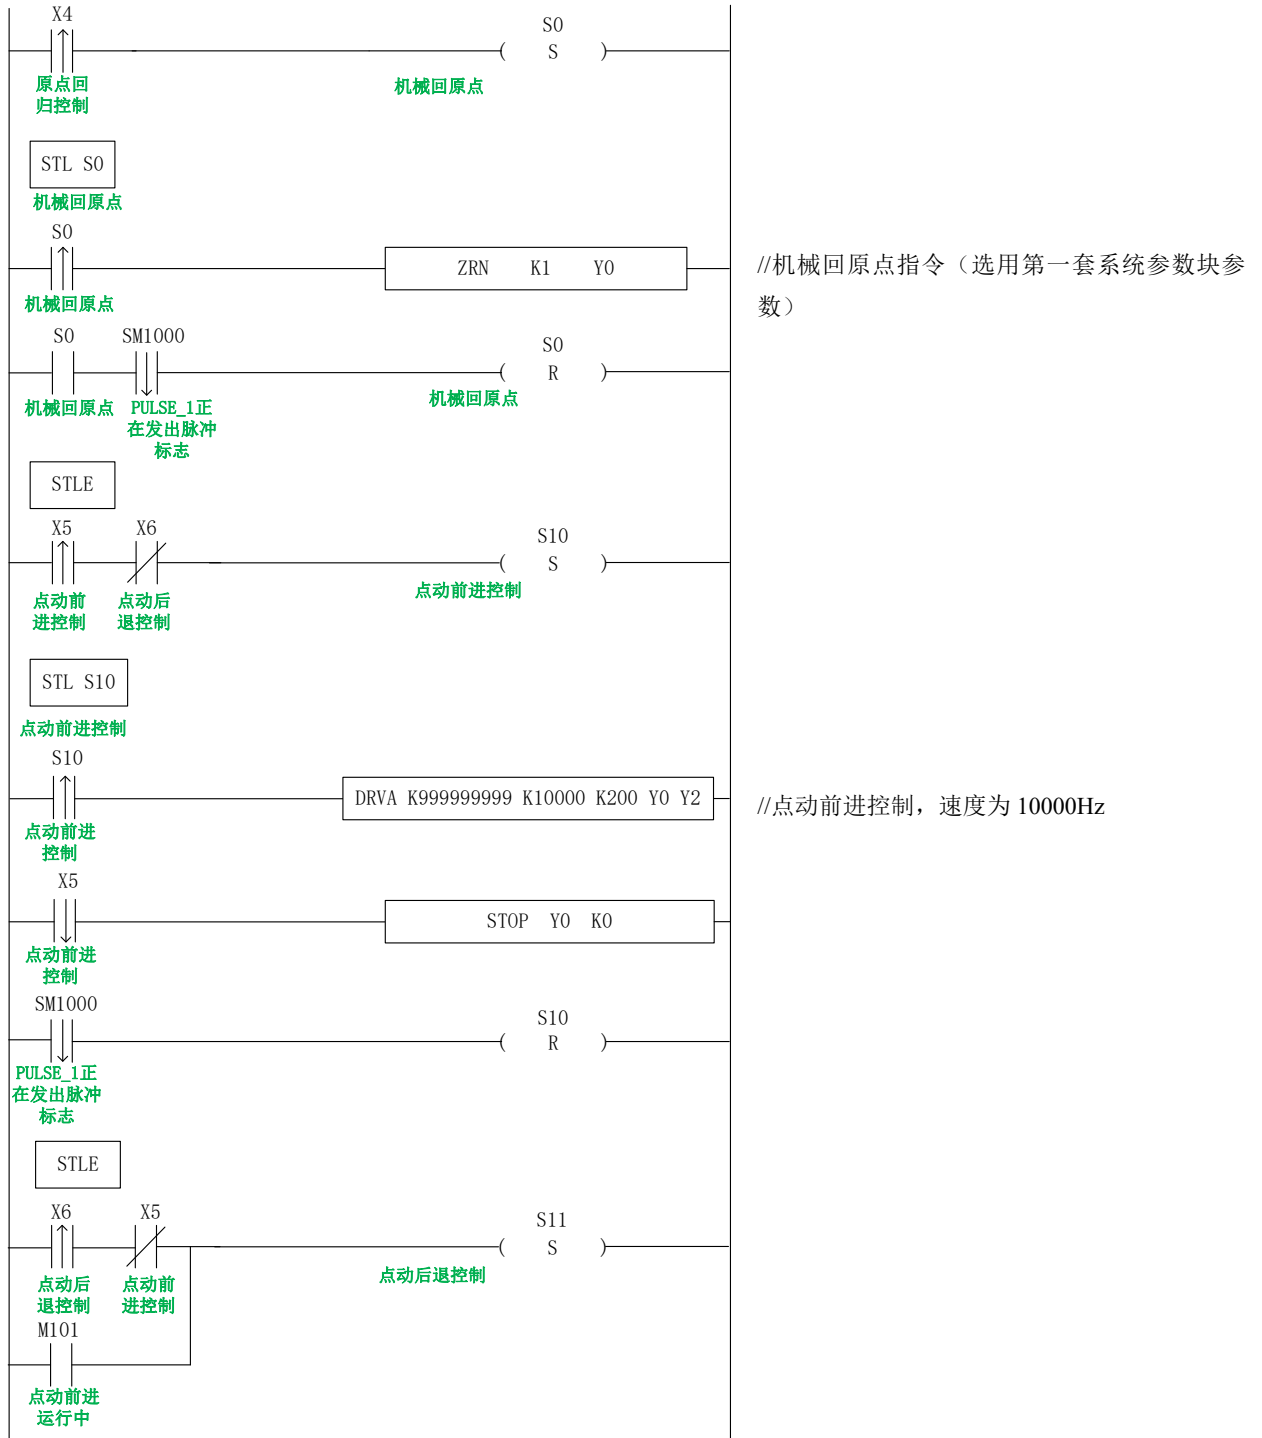 X4
S0
( S )
原点回
归控制
机械回原点
STL S0
机械回原点
S0
ZRN K1 Y0
//机械回原点指令（选用第一套系统参数块参
数）
机械回原点
S0 SM1000
S0
( R )
机械回原点
机械回原点 PULSE_1正
在发出脉冲
标志
STLE
X5 X6
S10
( S )
点动前
进控制
点动后
退控制
点动前进控制
STL S10
点动前进控制
S10
DRVA K999999999 K10000 K200 Y0 Y2
//点动前进控制，速度为 10000Hz
点动前进
控制
X5
STOP Y0 K0
点动前进
控制
SM1000
S10
( R )
PULSE_1正
在发出脉冲
标志
STLE
X6 X5
S11
( S )
点动后
退控制
点动前
进控制
点动后退控制
M101
点动前进
运行中